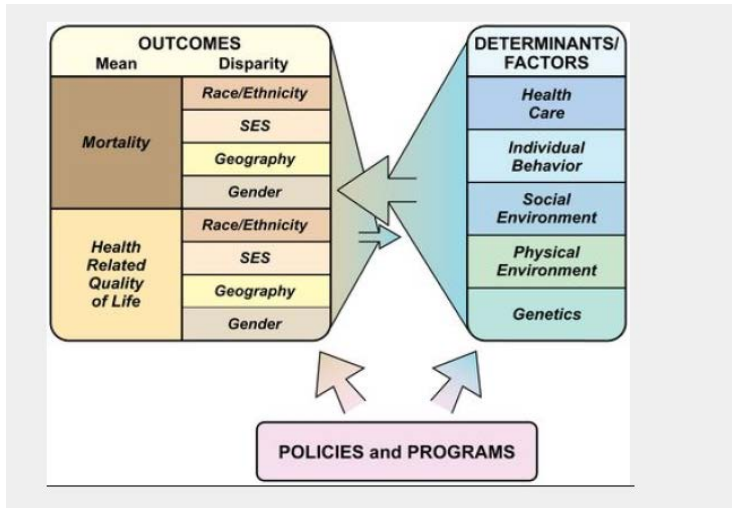 OUTCOMES
Mean Disparity
Mortality
Race/Ethnicity
SES
Geography
Gender
Health
Related
Quality
of Life
Race/Ethnicity
SES
Geography
Gender
DETERMINANTS/
FACTORS
Health
Care
Individual
Behavior
Social
Environment
Physical
Environment
Genetics
POLICIES and PROGRAMS